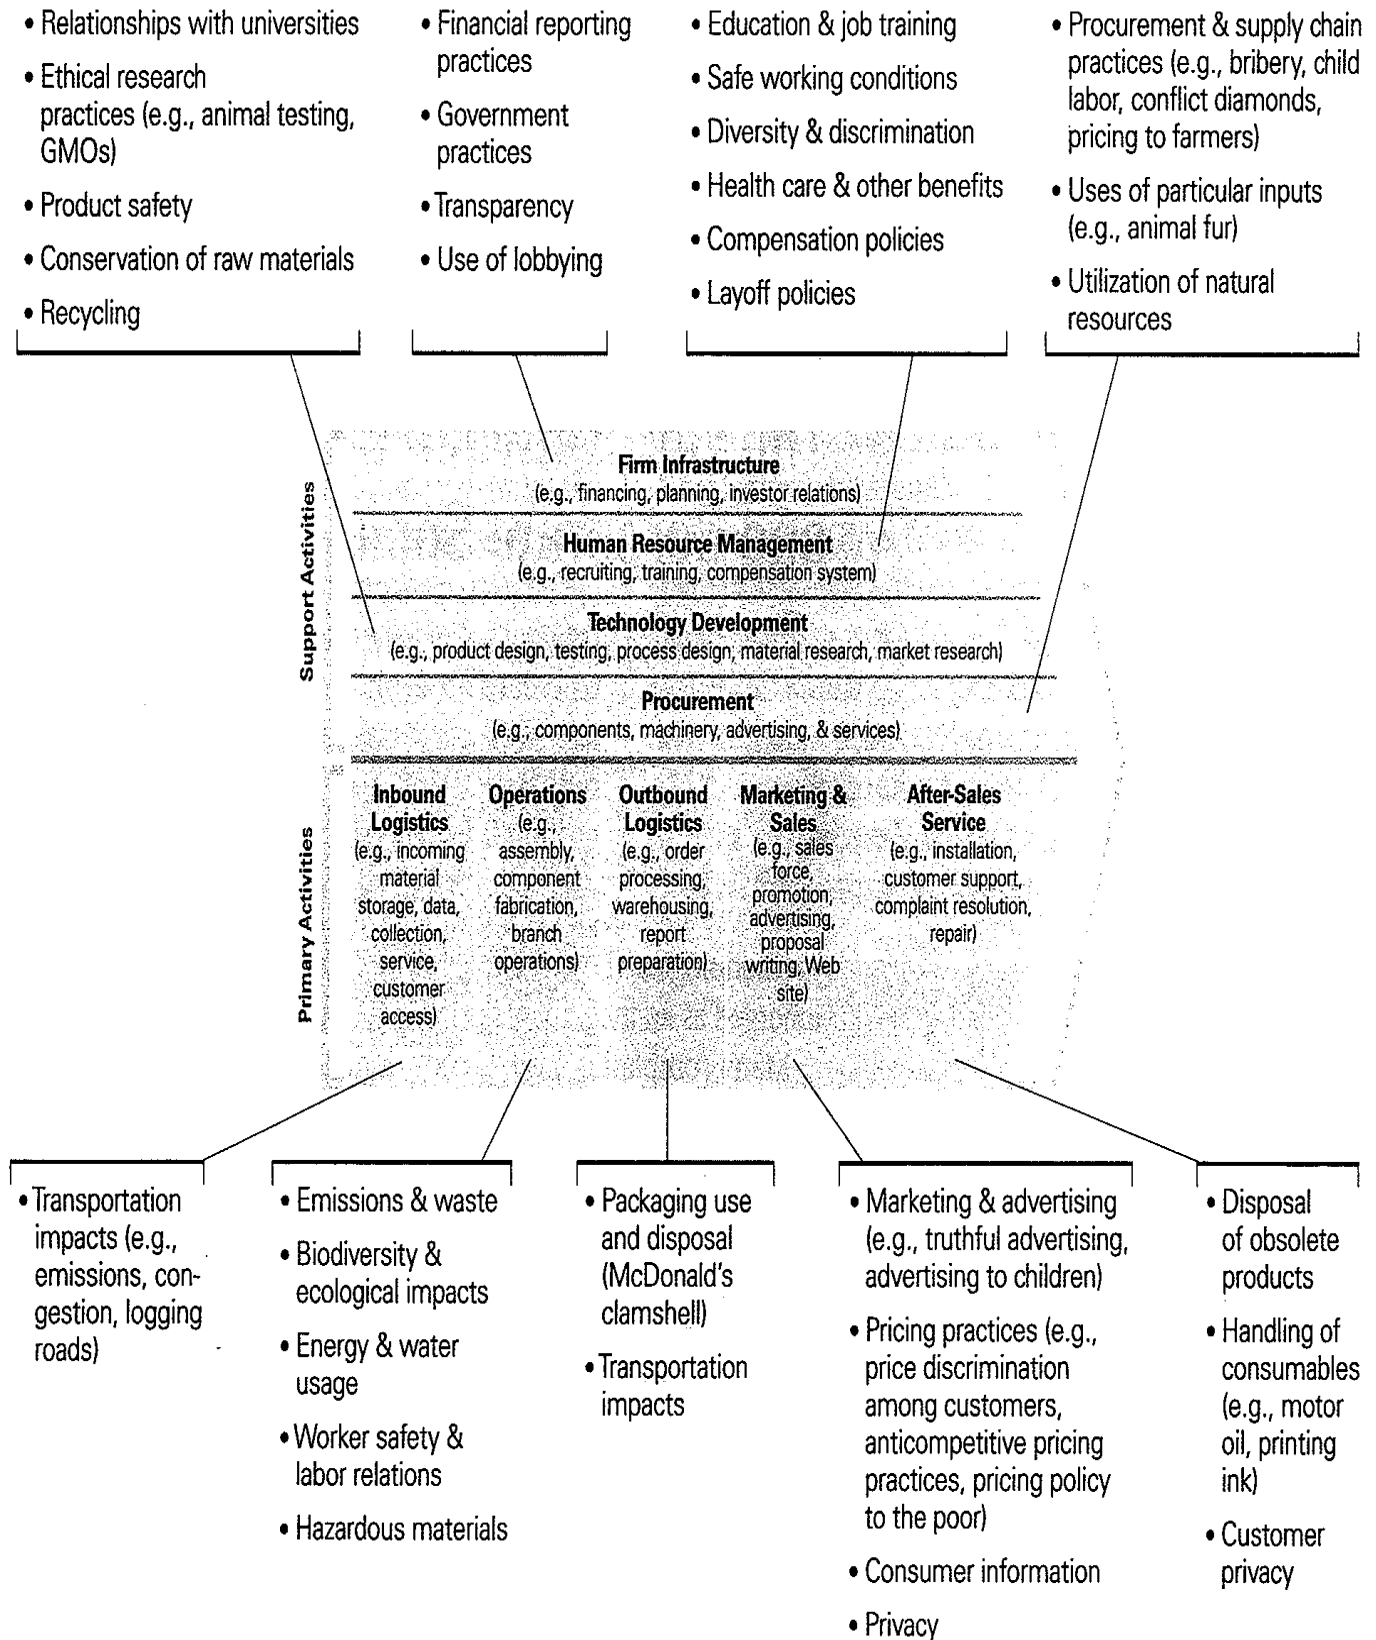 • Relationships with universities
• Ethical research
practices (e.g., animal testing,
GMOs)
• Product safety
• Conservation of raw materials
• Recycling
• Financial reporting
practices
• Government
practices
• Transparency
• Use of lobbying
• Education & job training
• Safe working conditions
• Diversity & discrimination
• Health care & other benefits
• Compensation policies
• Layoff policies
• Procurement & supply chain
practices (e.g., bribery, child
labor, conflict diamonds,
pricing to farmers)
• Uses of particular inputs
(e.g., animal fur)
• Utilization of natural
resources
Support Activities
Firm Infrastructure
(e.g., financing, planning, investor relations)
Human Resource Management
(e.g., recruiting, training, compensation system)
Technology Development
(e.g., product design, testing, process design, material research, market research)
Procurement
(e.g., components, machinery, advertising, & services)
Primary Activities
Inbound
Logistics
(e.g., incoming
material
storage, data,
collection,
service,
customer
access)
Operations
(e.g.,
assembly,
component
fabrication,
branch
operations)
Outbound
Logistics
(e.g., order
processing,
warehousing,
report
preparation)
Marketing &
Sales
(e.g., sales
force,
promotion,
advertising,
proposal
writing, Web
site)
After-Sales
Service
(e.g., installation,
customer support,
complaint resolution,
repair)
• Transportation
impacts (e.g.,
emissions, con-
gestion, logging
roads)
• Emissions & waste
• Biodiversity &
ecological impacts
• Energy & water
usage
• Worker safety &
labor relations
• Hazardous materials
• Packaging use
and disposal
(McDonald's
clamshell)
• Transportation
impacts
• Marketing & advertising
(e.g., truthful advertising,
advertising to children)
• Pricing practices (e.g.,
price discrimination
among customers,
anticompetitive pricing
practices, pricing policy
to the poor)
• Consumer information
• Privacy
• Disposal
of obsolete
products
• Handling of
consumables
(e.g., motor
oil, printing
ink)
• Customer
privacy